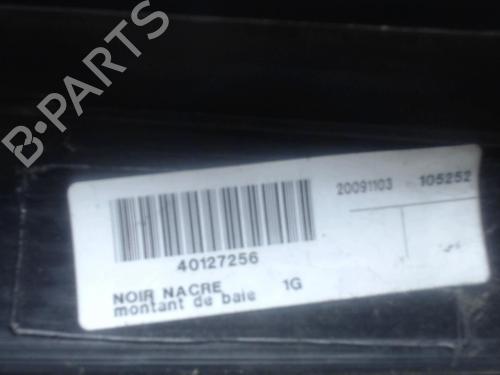 B-PARTS
20091103 105252
40127256
NOIR NACRE 1G
montant de baie